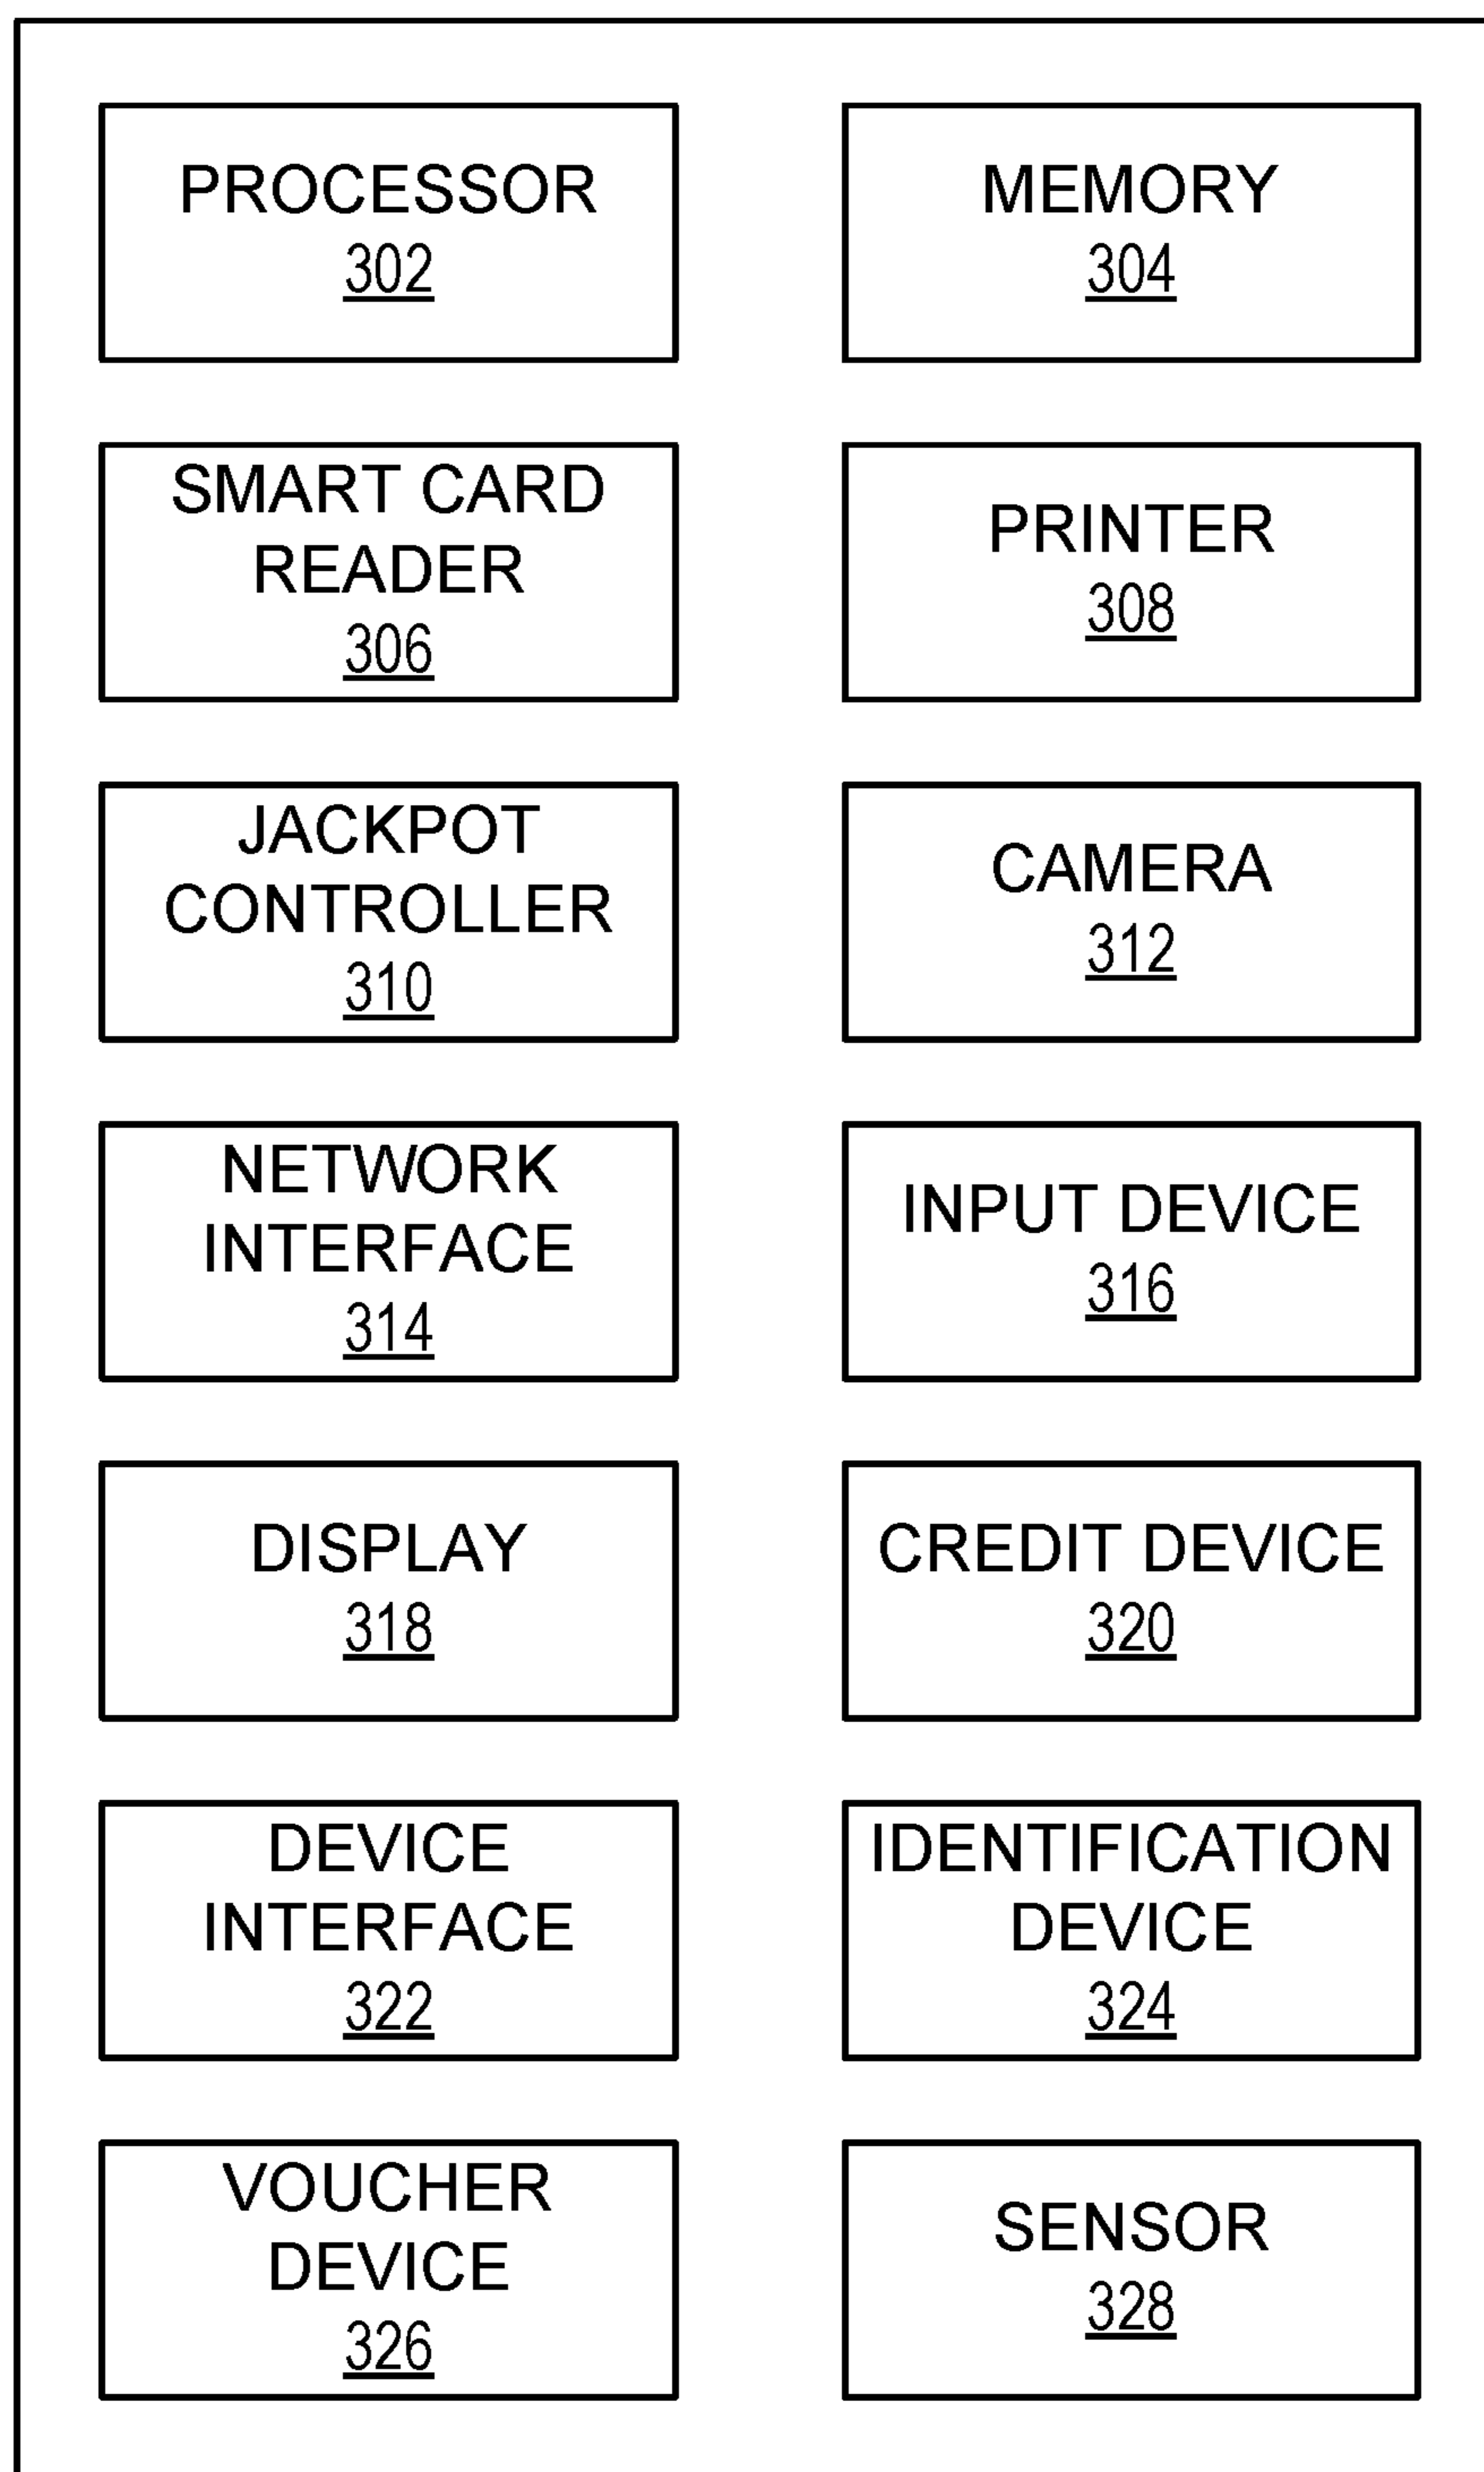 PROCESSOR
302
MEMORY
304
SMART CARD
READER
306
PRINTER
308
JACKPOT
CONTROLLER
310
CAMERA
312
NETWORK
INTERFACE
314
INPUT DEVICE
316
DISPLAY
318
CREDIT DEVICE
320
DEVICE
INTERFACE
322
IDENTIFICATION
DEVICE
324
VOUCHER
DEVICE
326
SENSOR
328